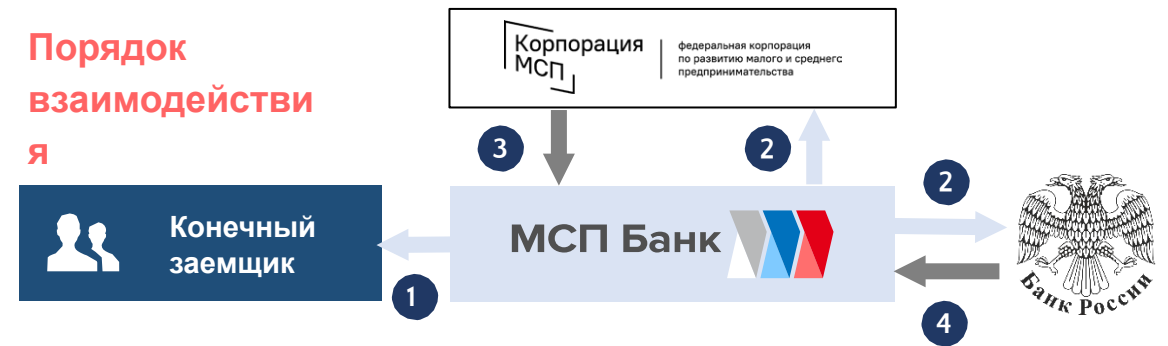 Порядок
взаимодействи
я
Корпорация
МСП
федеральная корпорация
по развитию малого и среднегс
предпринимательства
3
2
2
Конечный
заемщик
МСП Банк
1
4
Банк России